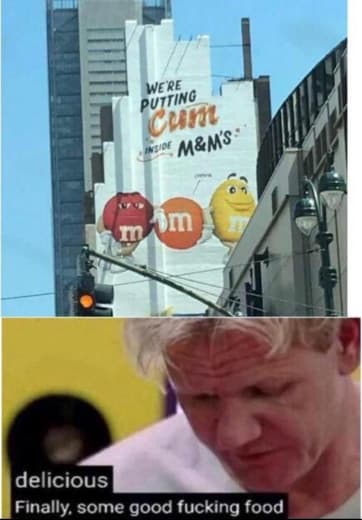 WE'RE
PUTTING
Cum
INSIDE M&M'S
m m m
delicious
Finally, some good fucking food